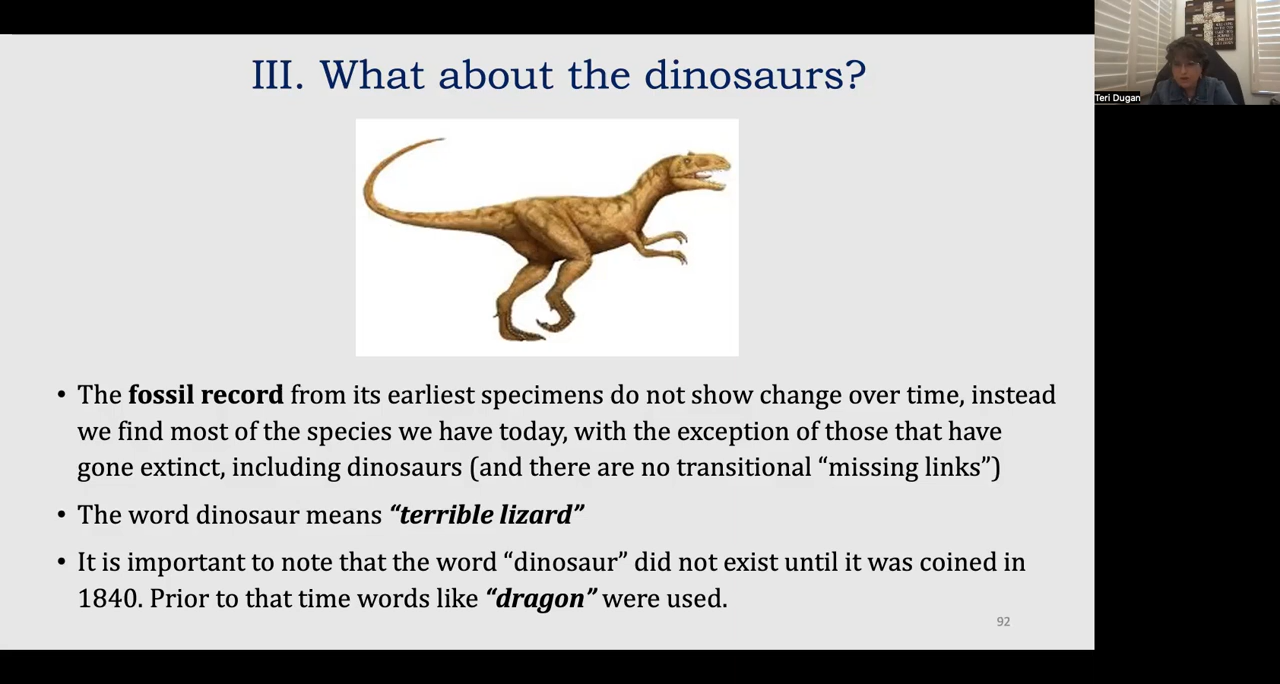 III. What about the dinosaurs?
Teri Dugan
• The fossil record from its earliest specimens do not show change over time, instead
we find most of the species we have today, with the exception of those that have
gone extinct, including dinosaurs (and there are no transitional “missing links”)
• The word dinosaur means “terrible lizard”
• It is important to note that the word “dinosaur” did not exist until it was coined in
1840. Prior to that time words like “dragon” were used.
92